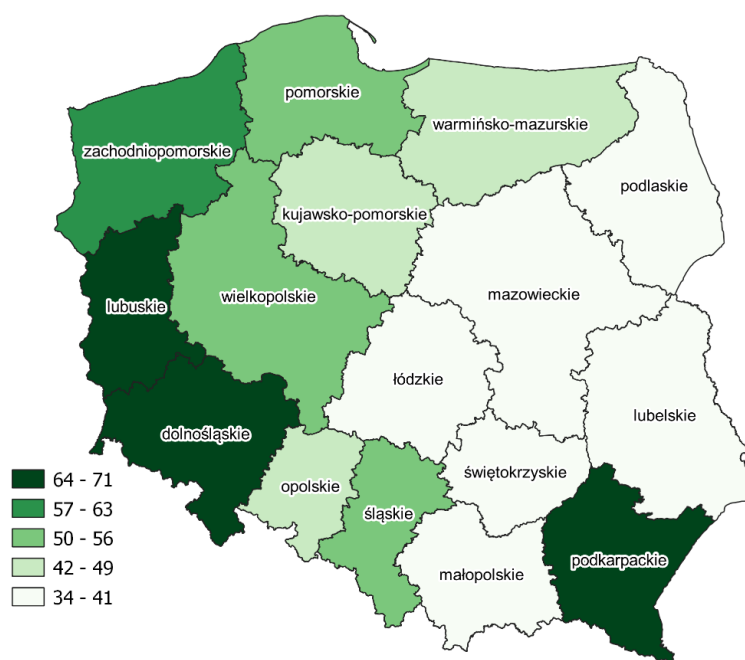 pomorskie
warmińsko-mazurskie
zachodniopomorskie
podlaskie
kujawsko-pomorskie
wielkopolskie
mazowieckie
lubuskie
łódzkie
lubelskie
dolnośląskie
świętokrzyskie
opolskie
śląskie
podkarpackie
małopolskie
64 - 71
57 - 63
50 - 56
42 - 49
34 - 41